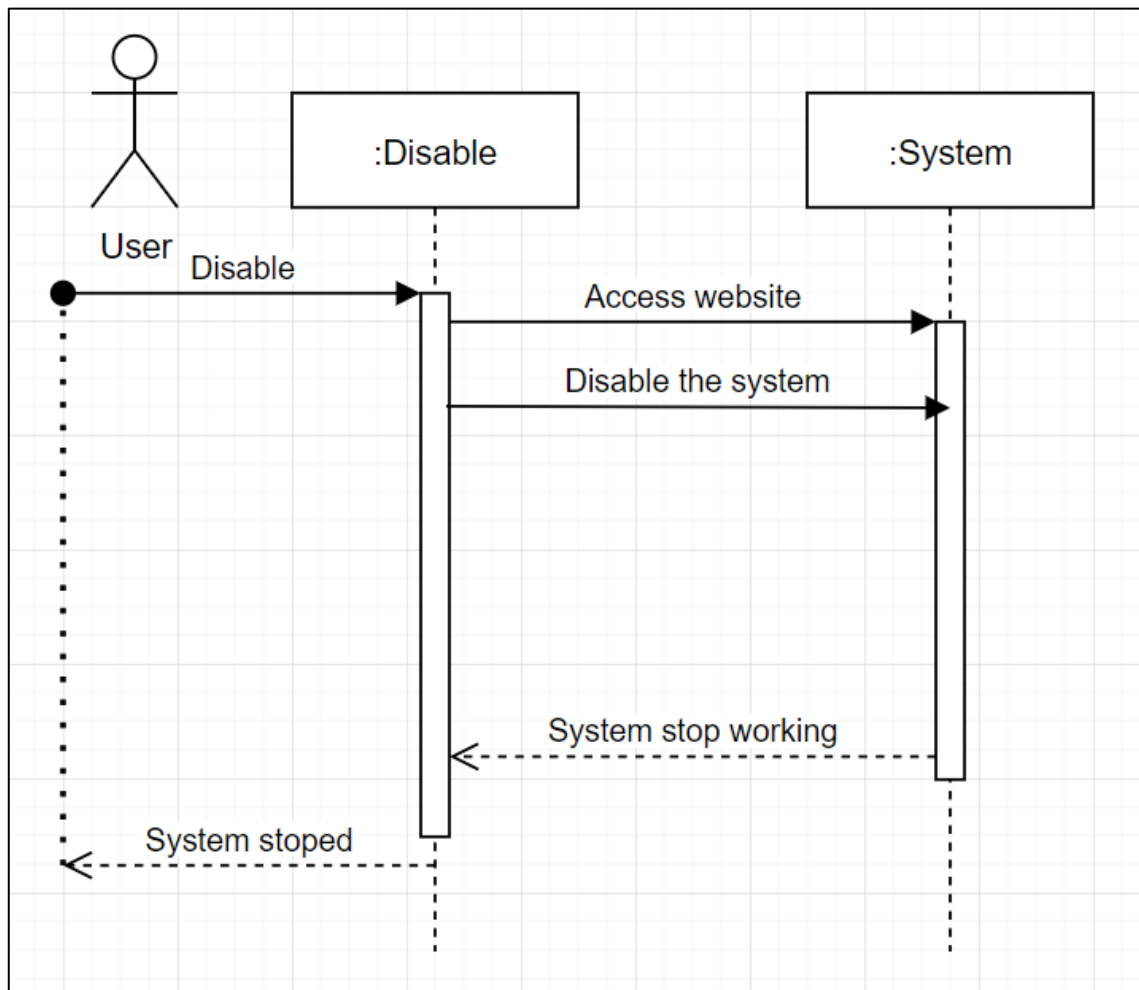 :Disable
:System
User
Disable
Access website
Disable the system
System stop working
System stoped